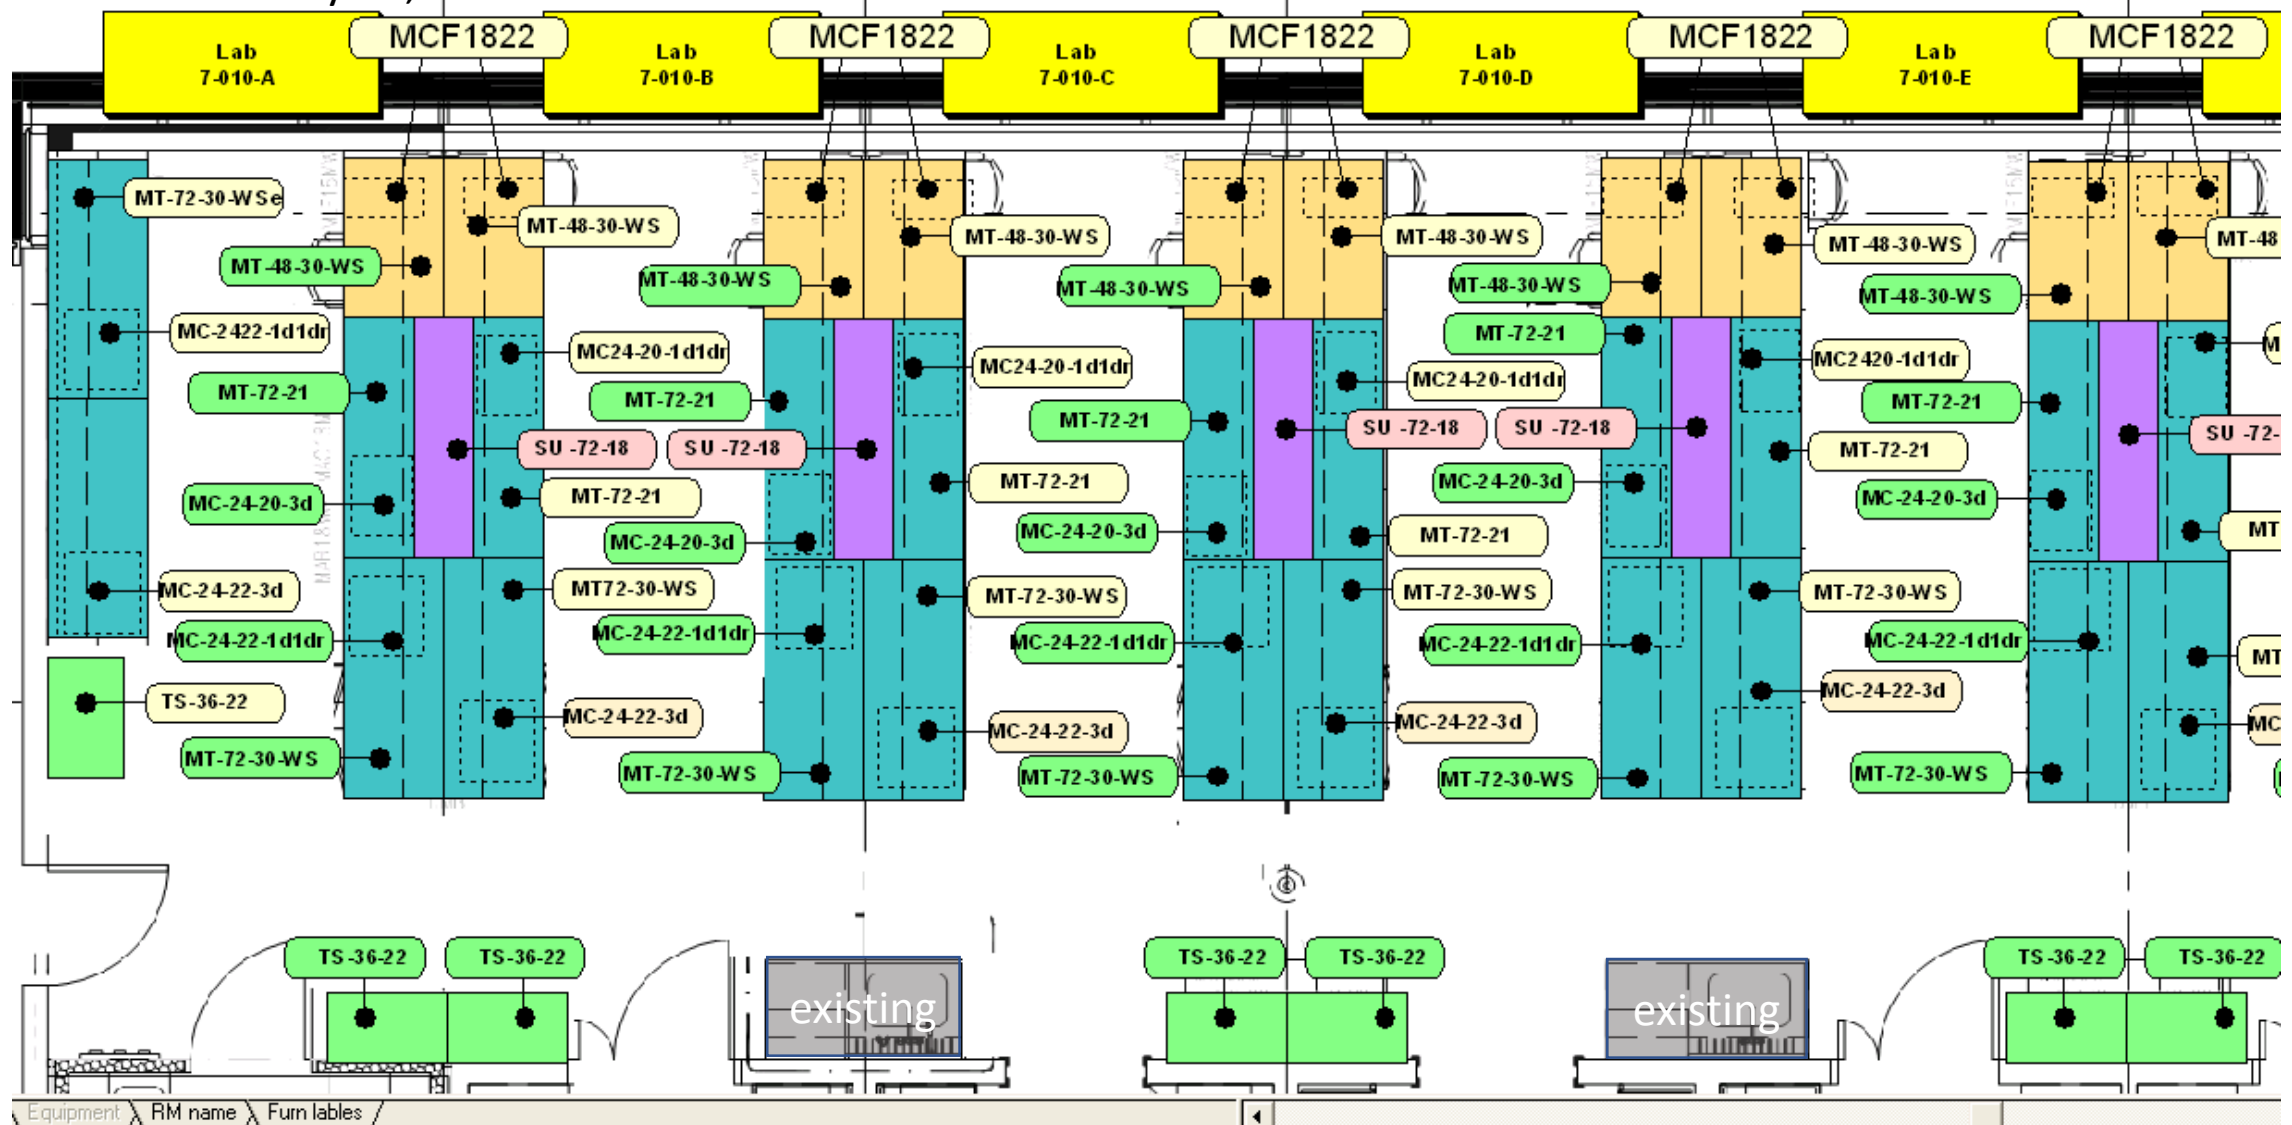 MCF1822
MCF1822
MCF1822
MCF1822
MCF1822
Lab
7-010-A
Lab
7-010-B
Lab
7-010-C
Lab
7-010-D
Lab
7-010-E
MT-72-30-WSe
MT-48-30-WS
MT-48-30-WS
MT-48-30-WS
MT-48-30-WS
MT-48
MT-48-30-WS
MT-48-30-WS
MT-48-30-WS
MT-48-30-WS
MT-48-30-WS
MC-2422-1d1dr
MC24-20-1d1dr
MC24-20-1d1dr
MC24-20-1d1dr
MT-72-21
MC2420-1d1dr
MT-72-21
MT-72-21
MT-72-21
MT-72-21
SU -72-18
SU -72-18
SU -72-18
SU -72-18
SU -72-
MC-24-20-3d
MT-72-21
MT-72-21
MC-24-20-3d
MT-72-21
MC-24-20-3d
MC-24-20-3d
MC-24-20-3d
MT-72-21
MT
MC-24-22-3d
MT72-30-WS
MT-72-30-WS
MT-72-30-WS
MT-72-30-WS
MC-24-22-1d1dr
MC-24-22-1d1dr
MC-24-22-1d1dr
MC-24-22-1d1dr
MC-24-22-1d1dr
MT
TS-36-22
MC-24-22-3d
MC-24-22-3d
MC-24-22-3d
MC-24-22-3d
MC
MT-72-30-WS
MT-72-30-WS
MT-72-30-WS
MT-72-30-WS
MT-72-30-WS
TS-36-22
TS-36-22
TS-36-22
TS-36-22
TS-36-22
TS-36-22
existing
existing
Equipment
RM name
Furn lables